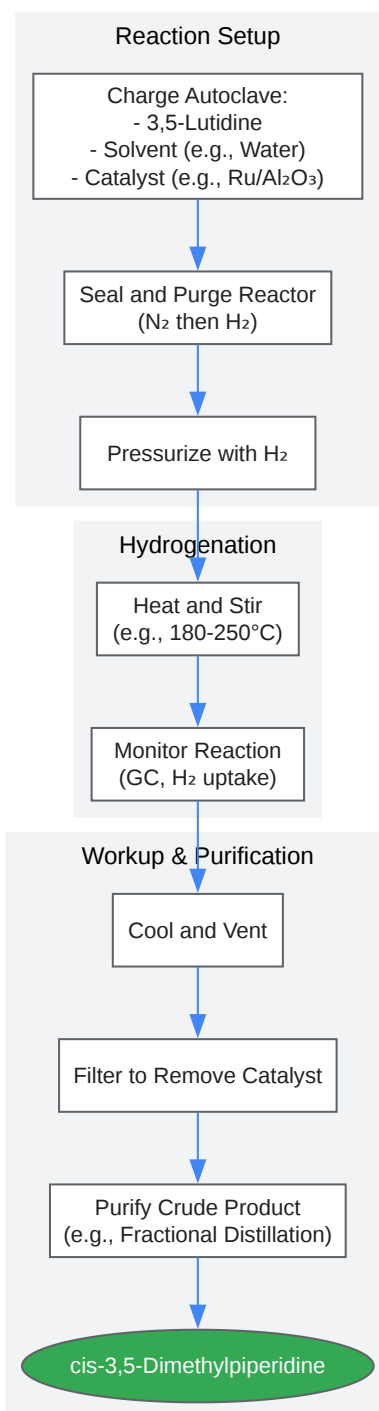 Reaction Setup
Charge Autoclave:
- 3,5-Lutidine
- Solvent (e.g., Water)
- Catalyst (e.g., Ru/Al₂O₃)
Seal and Purge Reactor
(N₂ then H₂)
Pressurize with H₂
Hydrogenation
Heat and Stir
(e.g., 180-250°C)
Monitor Reaction
(GC, H₂ uptake)
Workup & Purification
Cool and Vent
Filter to Remove Catalyst
Purify Crude Product
(e.g., Fractional Distillation)
cis-3,5-Dimethylpiperidine